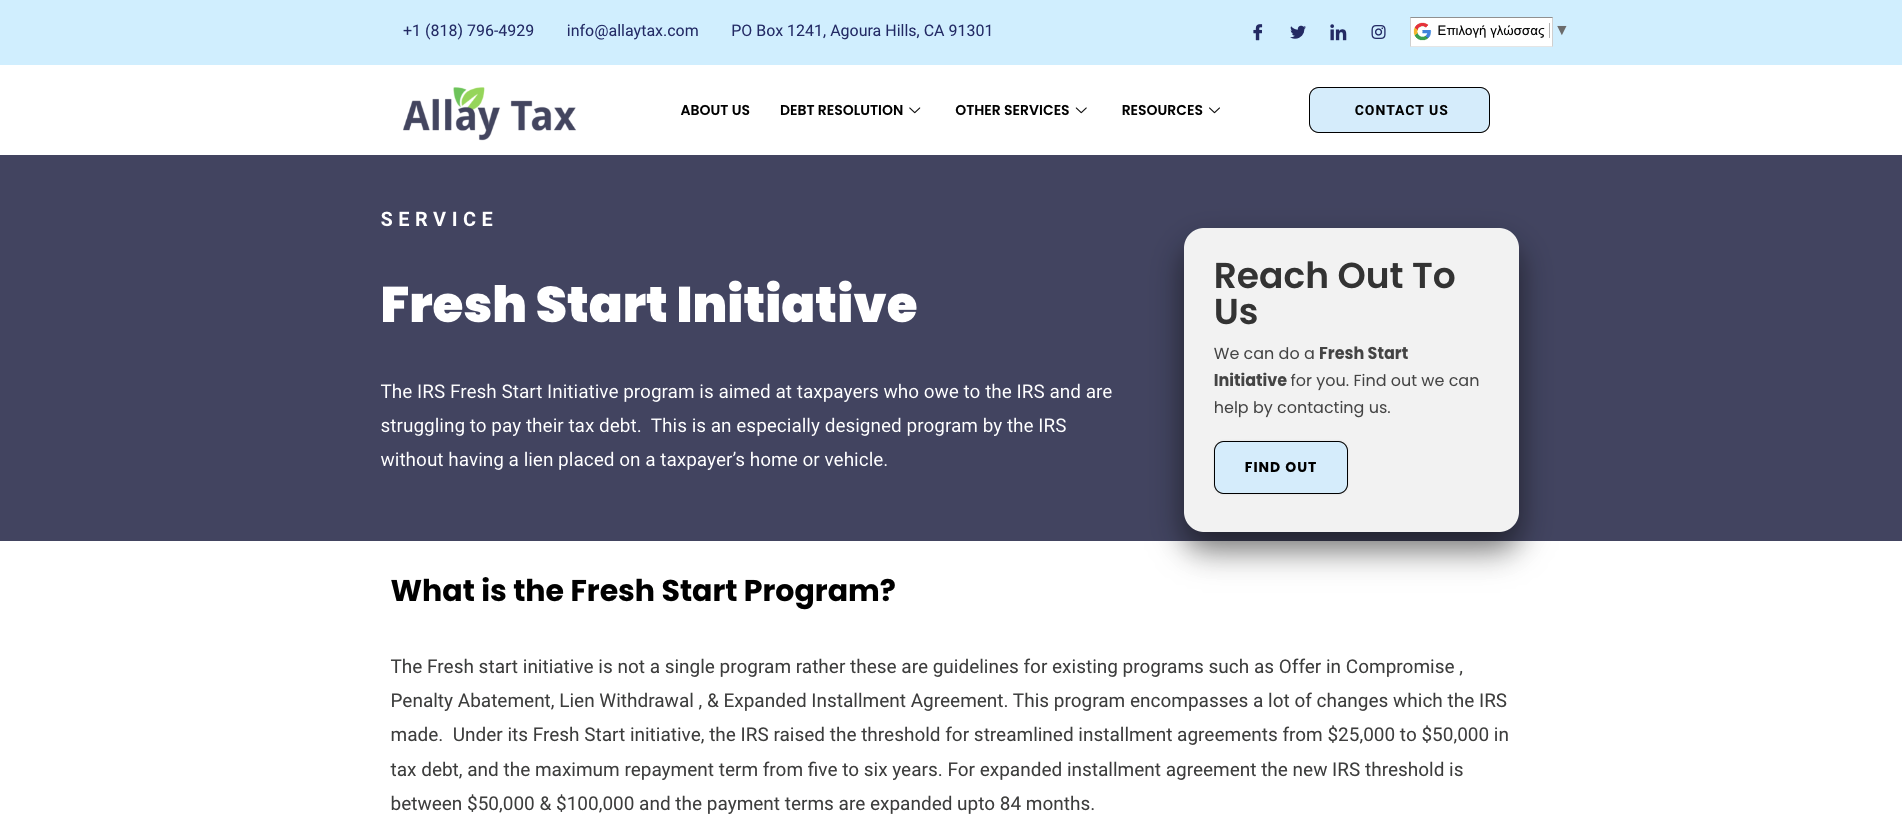 +1 (818) 796-4929 info@allaytax.com PO Box 1241, Agoura Hills, CA 91301 Επιλογή γλώσσας ▼
Allay Tax ABOUT US DEBT RESOLUTION OTHER SERVICES RESOURCES CONTACT US
SERVICE
Fresh Start Initiative
The IRS Fresh Start Initiative program is aimed at taxpayers who owe to the IRS and are
struggling to pay their tax debt.  This is an especially designed program by the IRS
without having a lien placed on a taxpayer’s home or vehicle.
Reach Out To
Us
We can do a Fresh Start
Initiative for you. Find out we can
help by contacting us.
FIND OUT
What is the Fresh Start Program?
The Fresh start initiative is not a single program rather these are guidelines for existing programs such as Offer in Compromise ,
Penalty Abatement, Lien Withdrawal , & Expanded Installment Agreement. This program encompasses a lot of changes which the IRS
made.  Under its Fresh Start initiative, the IRS raised the threshold for streamlined installment agreements from $25,000 to $50,000 in
tax debt, and the maximum repayment term from five to six years. For expanded installment agreement the new IRS threshold is
between $50,000 & $100,000 and the payment terms are expanded upto 84 months.